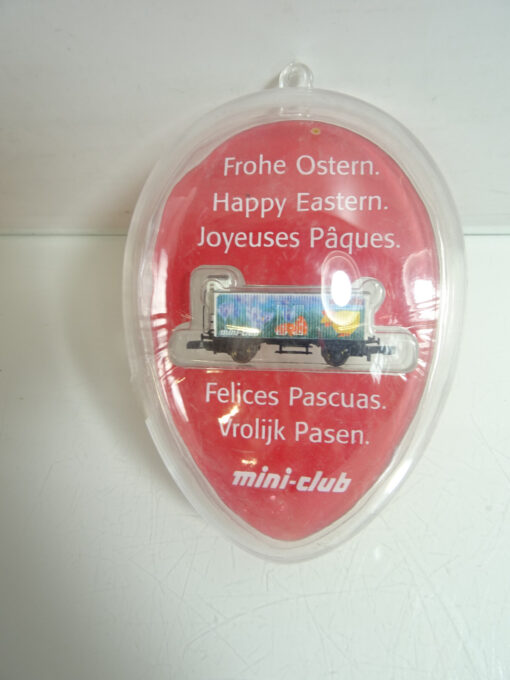 Frohe Ostern.
Happy Eastern.
Joyeuses Pâques.
Felices Pascuas.
Vrolijk Pasen.
mini-club